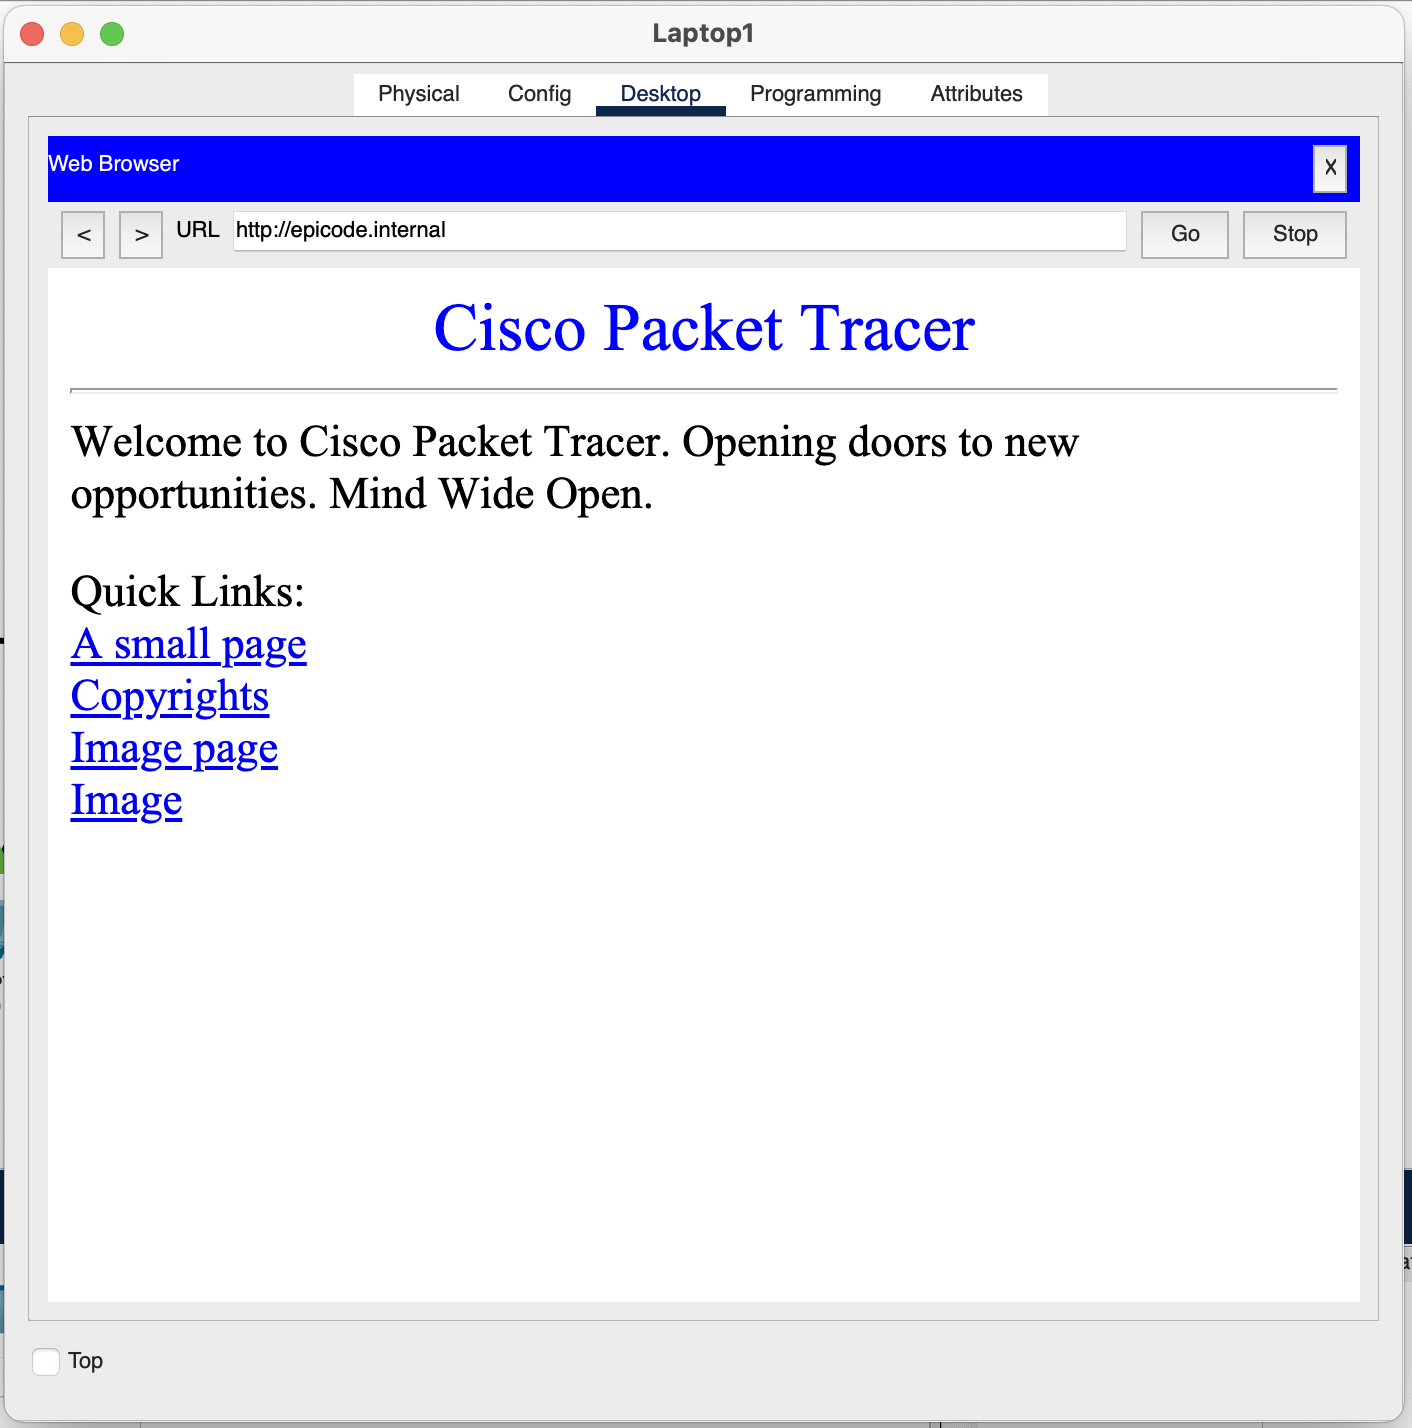 Laptop1
Physical Config Desktop Programming Attributes
Web Browser
X
< > URL http://epicode.internal Go Stop
Cisco Packet Tracer
Welcome to Cisco Packet Tracer. Opening doors to new
opportunities. Mind Wide Open.
Quick Links:
A small page
Copyrights
Image page
Image
Top